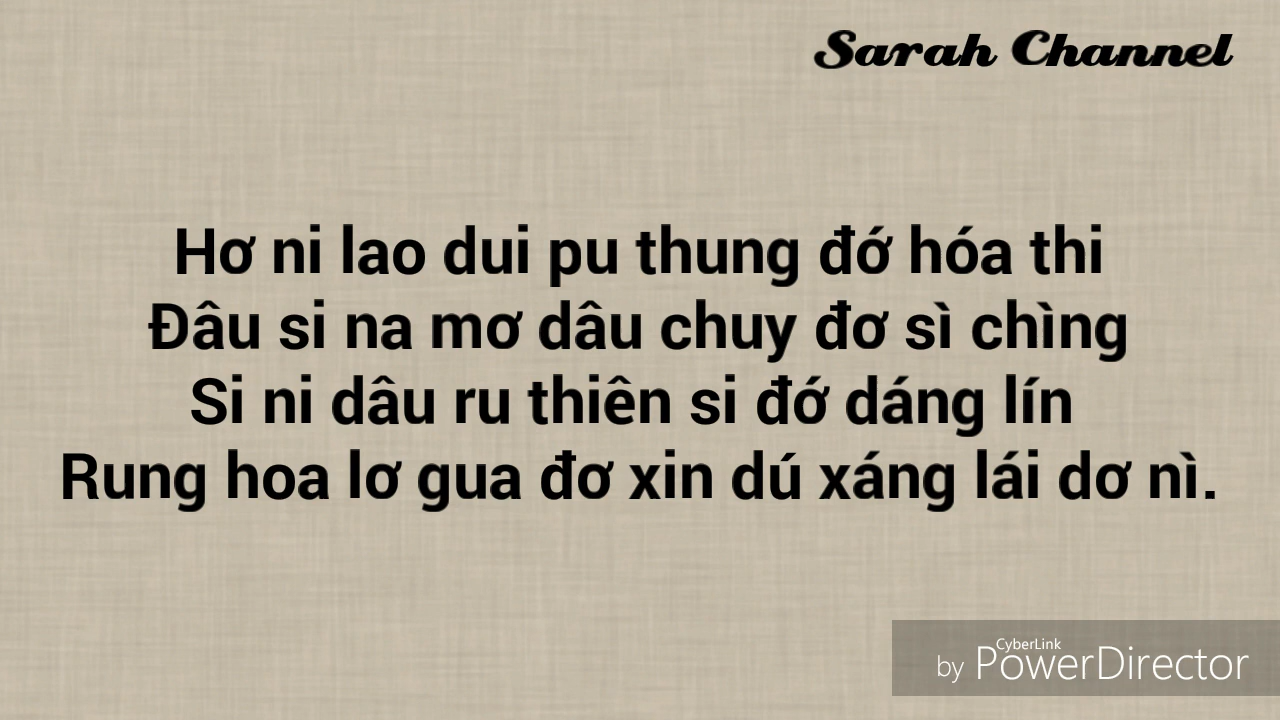 Sarah Channel
Hơ ni lao dui pu thung đớ hóa thi
Đâu si na mơ dâu chuy đơ sì chìng
Si ni dâu ru thiên si đớ dáng lín
Rung hoa lơ gua đơ xin dú xáng lái dơ nì.
CyberLink
by PowerDirector